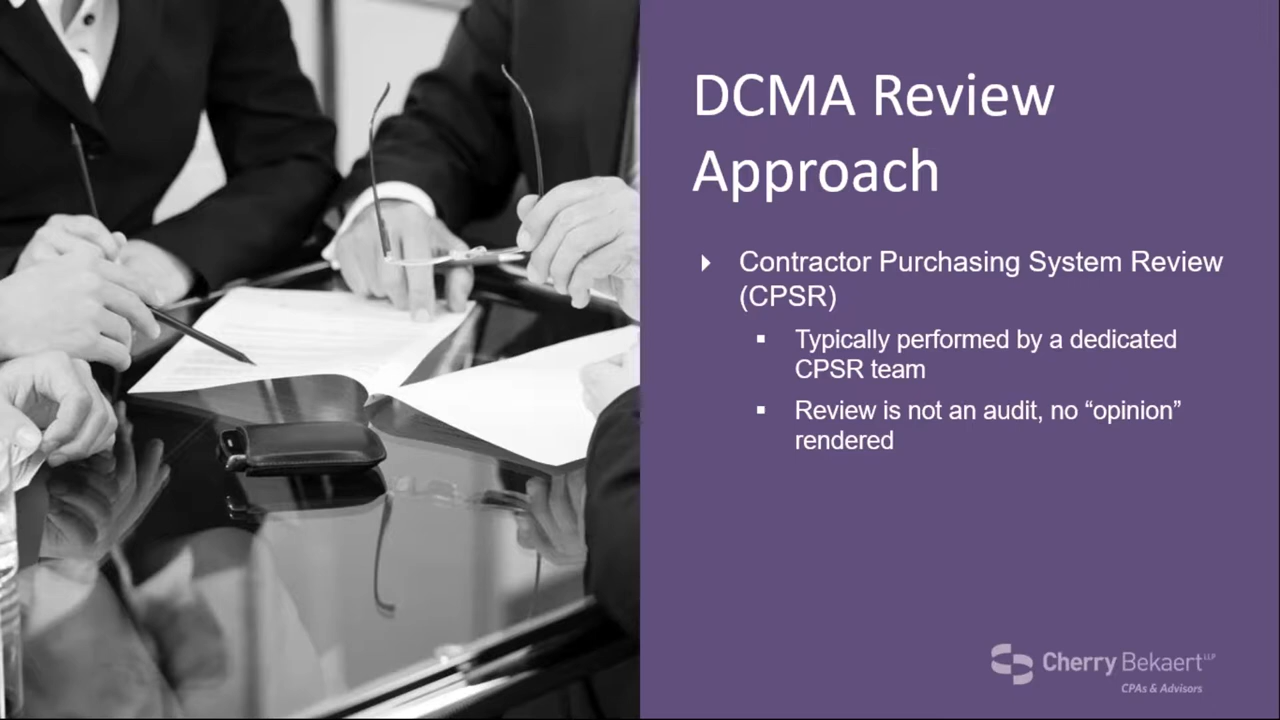 DCMA Review
Approach
Contractor Purchasing System Review
(CPSR)
Typically performed by a dedicated
CPSR team
Review is not an audit, no “opinion”
rendered
Cherry Bekaert LLP
CPAs & Advisors